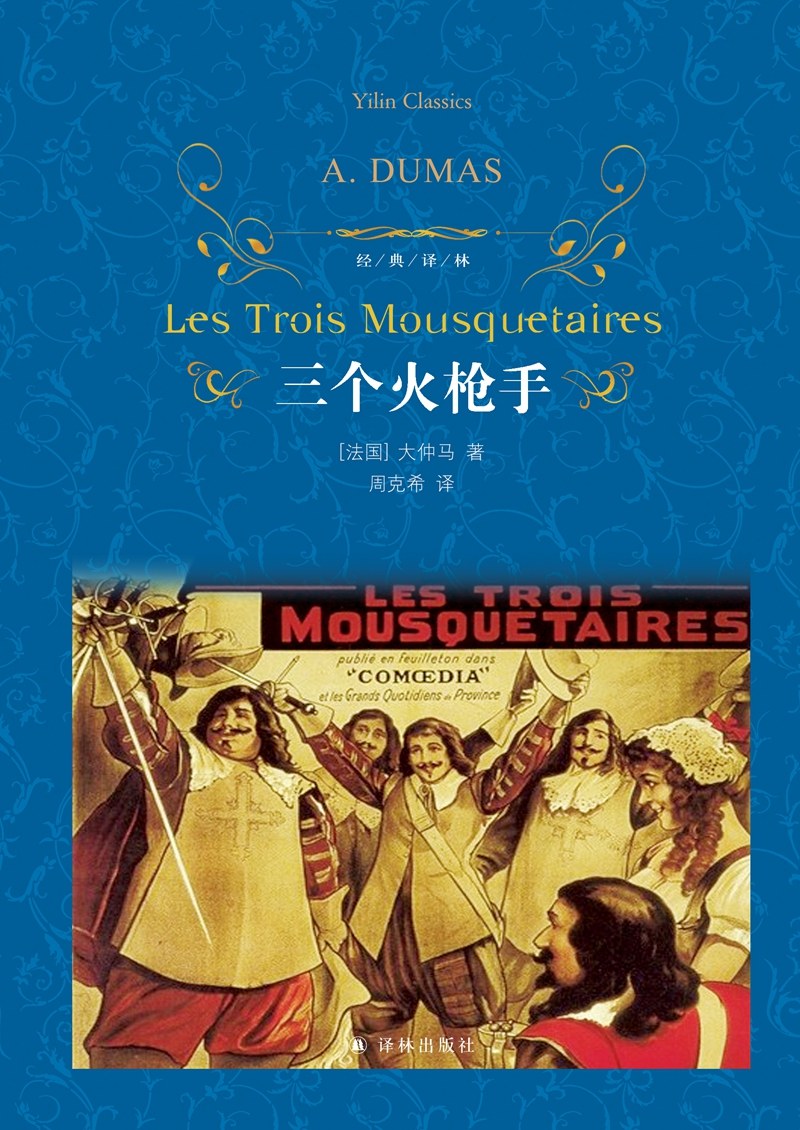 Yilin Classics
A. DUMAS
经/典/译/林
Les Trois Mousquetaires
三个火枪手
[法国] 大仲马 著
周克希 译
LES TROIS
MOUSQUETAIRES
publié en feuilleton dans
"COMŒDIA"
et les Grands Quotidiens de Province
译林出版社